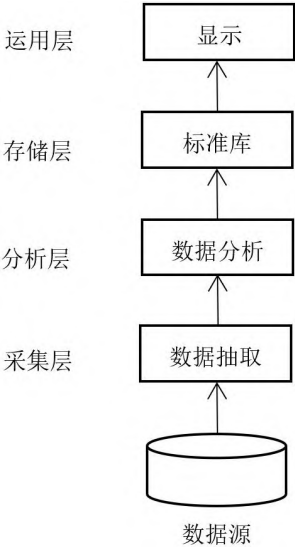 运用层 显示
存储层 标准库
分析层 数据分析
采集层 数据抽取
数据源